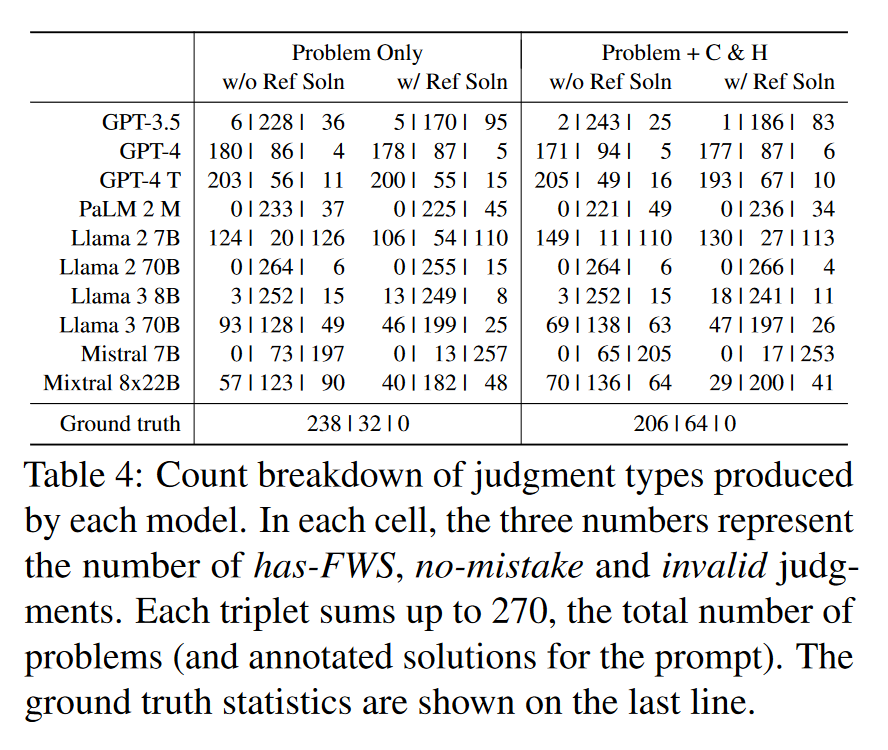 Problem Only Problem + C & H
w/o Ref Soln w/ Ref Soln w/o Ref Soln w/ Ref Soln
GPT-3.5 6 | 228 | 36 5 | 170 | 95 2 | 243 | 25 1 | 186 | 83
GPT-4 180 | 86 | 4 178 | 87 | 5 171 | 94 | 5 177 | 87 | 6
GPT-4 T 203 | 56 | 11 200 | 55 | 15 205 | 49 | 16 193 | 67 | 10
PaLM 2 M 0 | 233 | 37 0 | 225 | 45 0 | 221 | 49 0 | 236 | 34
Llama 2 7B 124 | 20 | 126 106 | 54 | 110 149 | 11 | 110 130 | 27 | 113
Llama 2 70B 0 | 264 | 6 0 | 255 | 15 0 | 264 | 6 0 | 266 | 4
Llama 3 8B 3 | 252 | 15 13 | 249 | 8 3 | 252 | 15 18 | 241 | 11
Llama 3 70B 93 | 128 | 49 46 | 199 | 25 69 | 138 | 63 47 | 197 | 26
Mistral 7B 0 | 73 | 197 0 | 13 | 257 0 | 65 | 205 0 | 17 | 253
Mixtral 8x22B 57 | 123 | 90 40 | 182 | 48 70 | 136 | 64 29 | 200 | 41
Ground truth 238 | 32 | 0 206 | 64 | 0
Table 4: Count breakdown of judgment types produced
by each model. In each cell, the three numbers represent
the number of has-FWS, no-mistake and invalid judg-
ments. Each triplet sums up to 270, the total number of
problems (and annotated solutions for the prompt). The
ground truth statistics are shown on the last line.